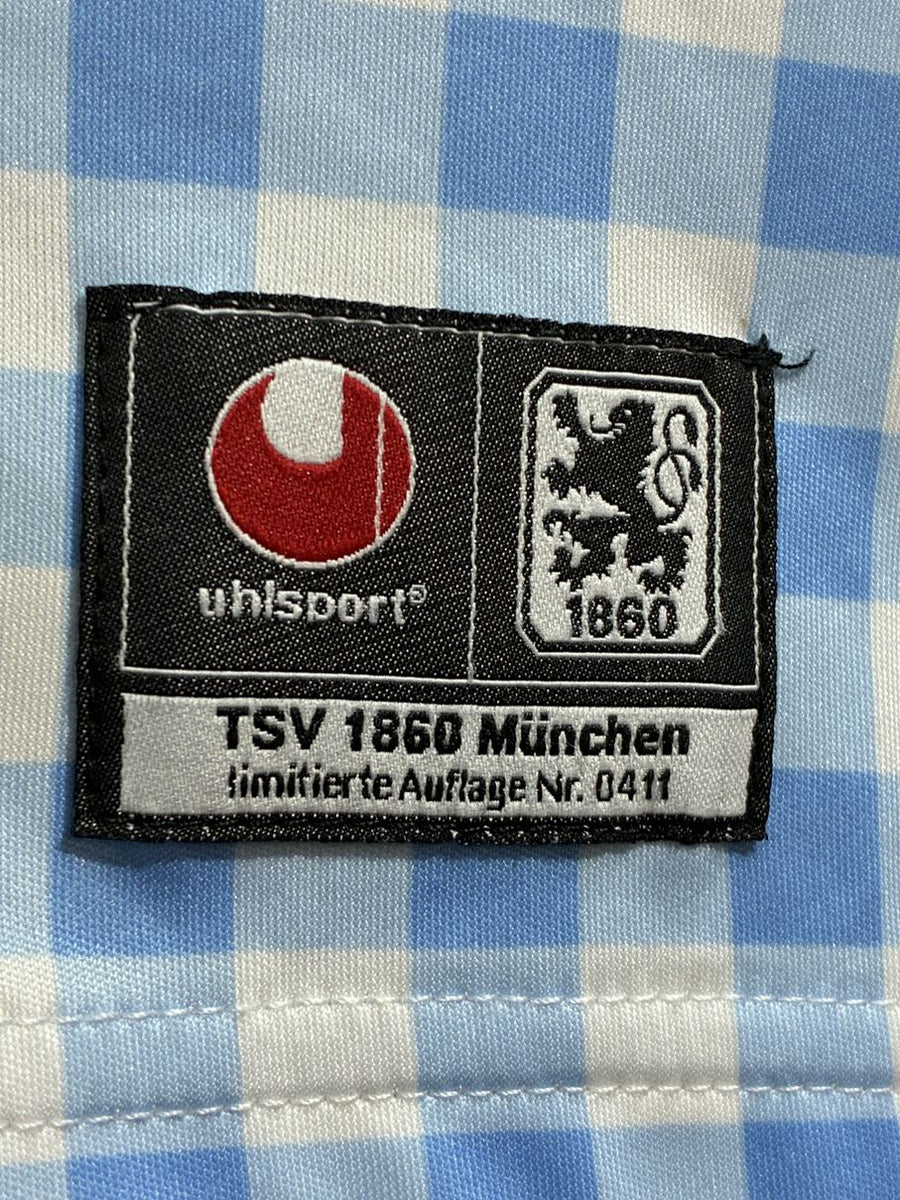 uhlsport®
1860
TSV 1860 München
limitierte Auflage Nr. 0411